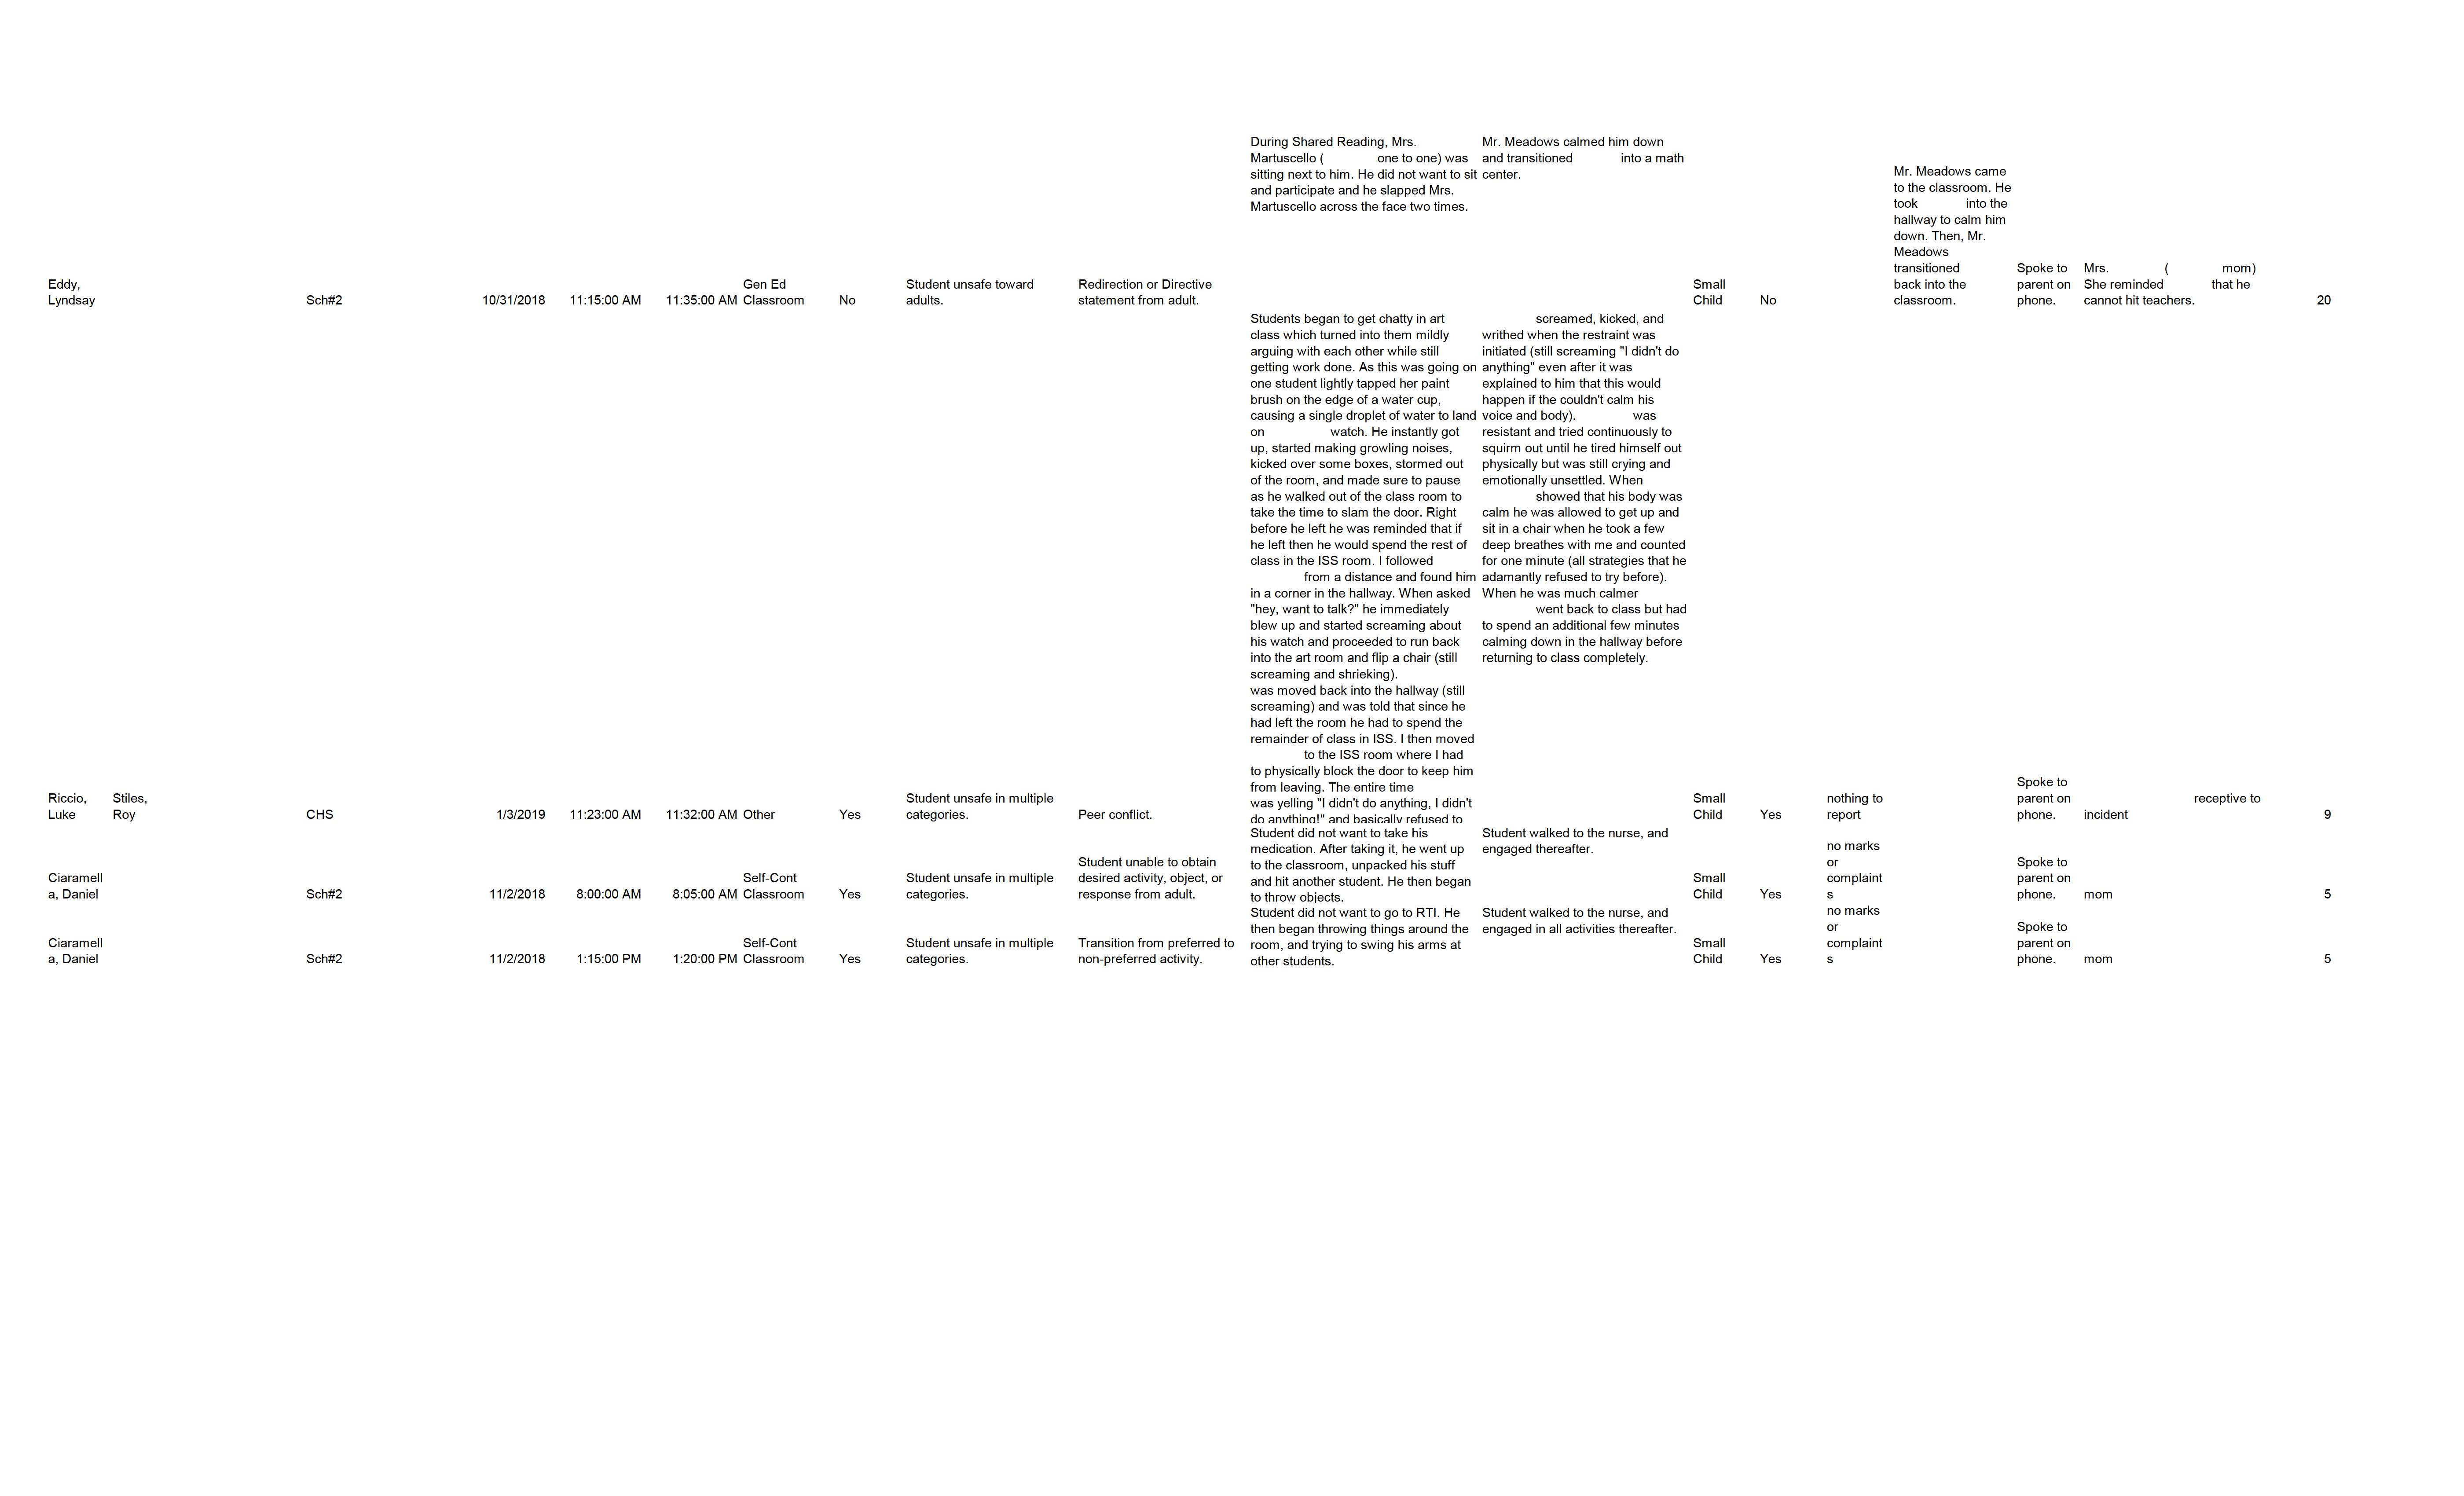 During Shared Reading, Mrs.
Martuscello ( one to one) was
sitting next to him. He did not want to sit
and participate and he slapped Mrs.
Martuscello across the face two times.
Mr. Meadows calmed him down
and transitioned into a math
center.
Mr. Meadows came
to the classroom. He
took into the
hallway to calm him
down. Then, Mr.
Meadows
transitioned
back into the
classroom.
Eddy,
Lyndsay
Sch#2
10/31/2018
11:15:00 AM
11:35:00 AM
Gen Ed
Classroom
No
Student unsafe toward
adults.
Redirection or Directive
statement from adult.
Small
Child
No
Spoke to
parent on
phone.
Mrs. ( mom)
She reminded that he
cannot hit teachers.
20
Students began to get chatty in art
class which turned into them mildly
arguing with each other while still
getting work done. As this was going on
one student lightly tapped her paint
brush on the edge of a water cup,
causing a single droplet of water to land
on watch. He instantly got
up, started making growling noises,
kicked over some boxes, stormed out
of the room, and made sure to pause
as he walked out of the class room to
take the time to slam the door. Right
before he left he was reminded that if
he left then he would spend the rest of
class in the ISS room. I followed
from a distance and found him
in a corner in the hallway. When asked
"hey, want to talk?" he immediately
blew up and started screaming about
his watch and proceeded to run back
into the art room and flip a chair (still
screaming and shrieking).
was moved back into the hallway (still
screaming) and was told that since he
had left the room he had to spend the
remainder of class in ISS. I then moved
to the ISS room where I had
to physically block the door to keep him
from leaving. The entire time
was yelling "I didn't do anything, I didn't
do anything!" and basically refused to
screamed, kicked, and
writhed when the restraint was
initiated (still screaming "I didn't do
anything" even after it was
explained to him that this would
happen if the couldn't calm his
voice and body). was
resistant and tried continuously to
squirm out until he tired himself out
physically but was still crying and
emotionally unsettled. When
showed that his body was
calm he was allowed to get up and
sit in a chair when he took a few
deep breathes with me and counted
for one minute (all strategies that he
adamantly refused to try before).
When he was much calmer
went back to class but had
to spend an additional few minutes
calming down in the hallway before
returning to class completely.
Riccio,
Luke
Stiles,
Roy
CHS
1/3/2019
11:23:00 AM
11:32:00 AM
Other
Yes
Student unsafe in multiple
categories.
Peer conflict.
Small
Child
Yes
nothing to
report
Spoke to
parent on
phone.
receptive to
incident
9
Ciaramell
a, Daniel
Sch#2
11/2/2018
8:00:00 AM
8:05:00 AM
Self-Cont
Classroom
Yes
Student unsafe in multiple
categories.
Student unable to obtain
desired activity, object, or
response from adult.
Student did not want to take his
medication. After taking it, he went up
to the classroom, unpacked his stuff
and hit another student. He then began
to throw objects.
Student walked to the nurse, and
engaged thereafter.
Small
Child
Yes
no marks
or
complaint
s
Spoke to
parent on
phone.
mom
5
Ciaramell
a, Daniel
Sch#2
11/2/2018
1:15:00 PM
1:20:00 PM
Self-Cont
Classroom
Yes
Student unsafe in multiple
categories.
Transition from preferred to
non-preferred activity.
Student did not want to go to RTI. He
then began throwing things around the
room, and trying to swing his arms at
other students.
Student walked to the nurse, and
engaged in all activities thereafter.
Small
Child
Yes
no marks
or
complaint
s
Spoke to
parent on
phone.
mom
5